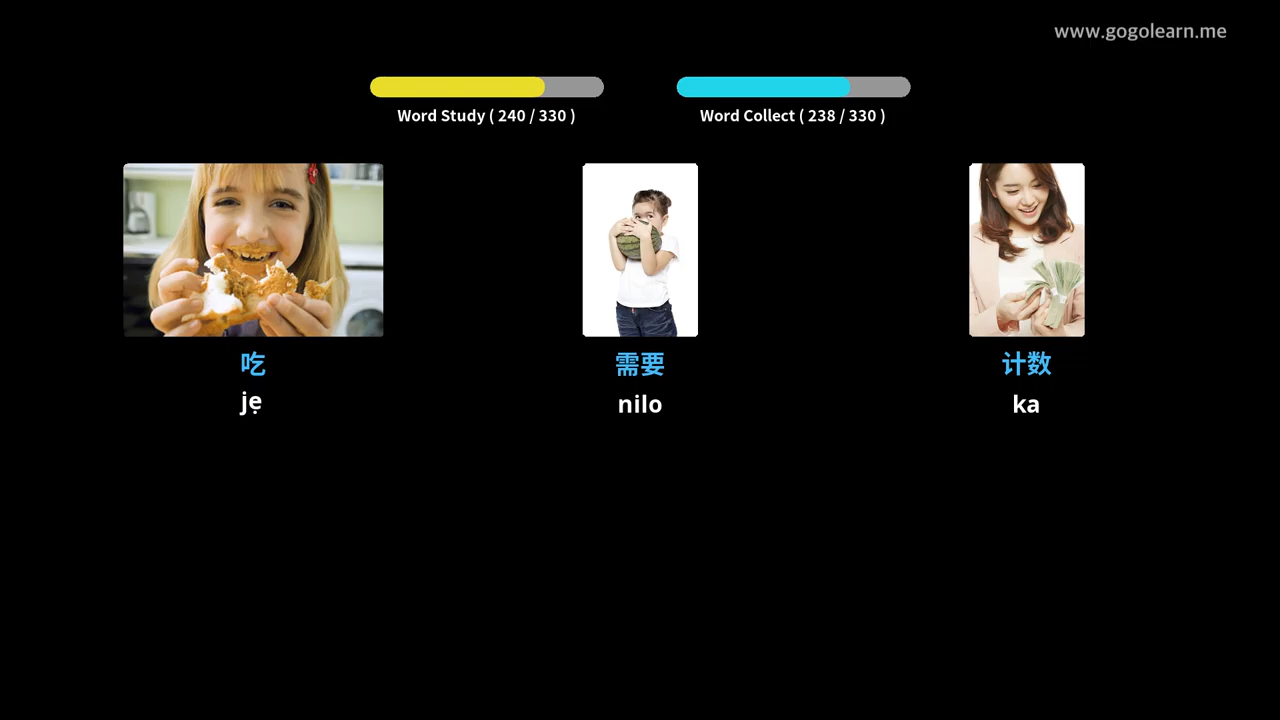 www.gogolearn.me
Word Study ( 240 / 330 )
Word Collect ( 238 / 330 )
吃
jẹ
需要
nilo
计数
ka